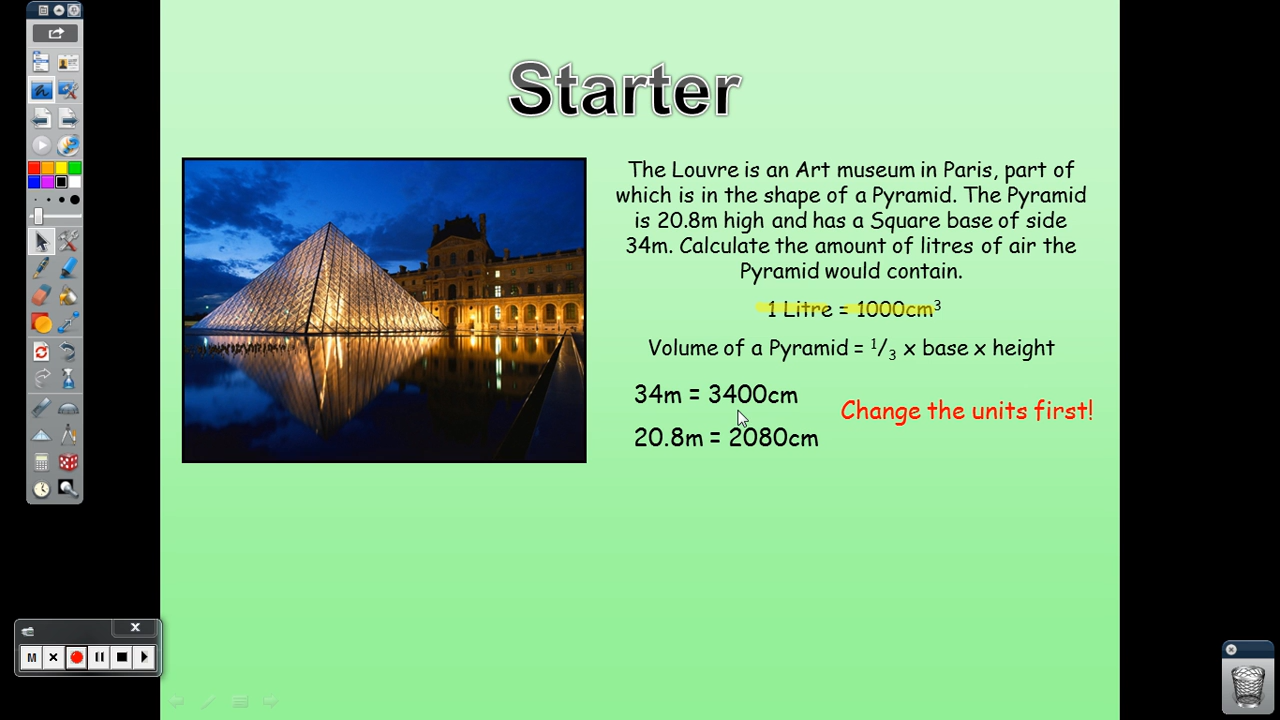 Starter
The Louvre is an Art museum in Paris, part of
which is in the shape of a Pyramid. The Pyramid
is 20.8m high and has a Square base of side
34m. Calculate the amount of litres of air the
Pyramid would contain.
1 Litre = 1000cm³
Volume of a Pyramid = ¹/₃ x base x height
34m = 3400cm
Change the units first!
20.8m = 2080cm
M